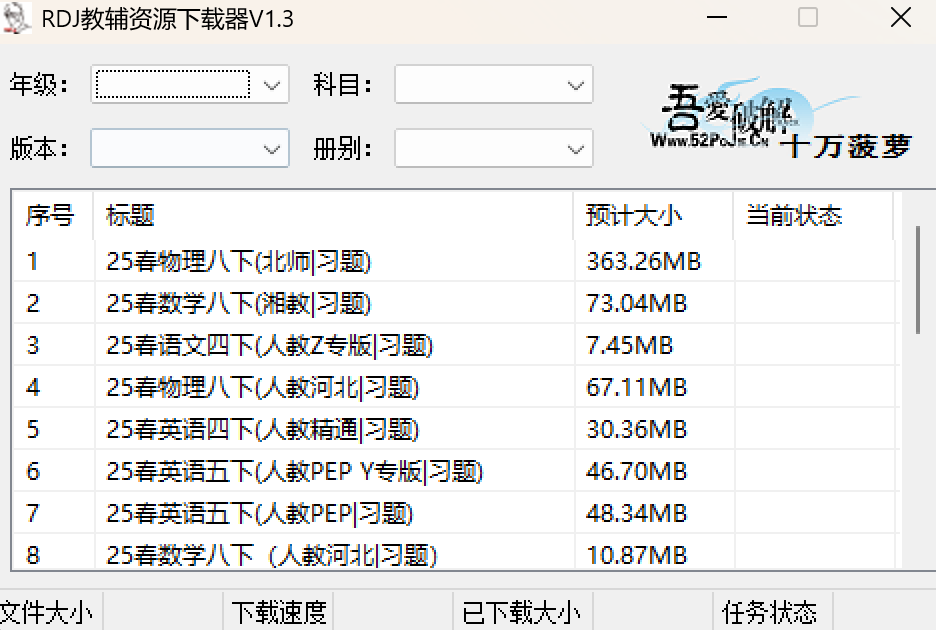 RDJ教辅资源下载器V1.3
年级： 科目：
吾爱破解
Www.52PoJie.Cn 十万菠萝
版本： 册别：
序号 标题 预计大小 当前状态
1 25春物理八下(北师|习题) 363.26MB
2 25春数学八下(湘教|习题) 73.04MB
3 25春语文四下(人教Z专版|习题) 7.45MB
4 25春物理八下(人教河北|习题) 67.11MB
5 25春英语四下(人教精通|习题) 30.36MB
6 25春英语五下(人教PEP Y专版|习题) 46.70MB
7 25春英语五下(人教PEP|习题) 48.34MB
8 25春数学八下（人教河北|习题） 10.87MB
文件大小 下载速度 已下载大小 任务状态